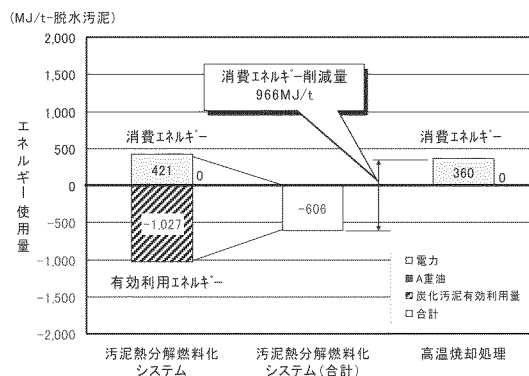 (MJ/t-脱水汚泥)
2,000
1,500
1,000
500
0
-500
-1,000
-1,500
-2,000
エネルギー使用量
消費エネルギー削減量
966MJ/t
消費エネルギー
消費エネルギー
421
0
-1,027
-606
360
0
有効利用エネルギー
電力
A重油
炭化汚泥有効利用量
合計
汚泥熱分解燃料化
システム
汚泥熱分解燃料化
システム(合計)
高温焼却処理